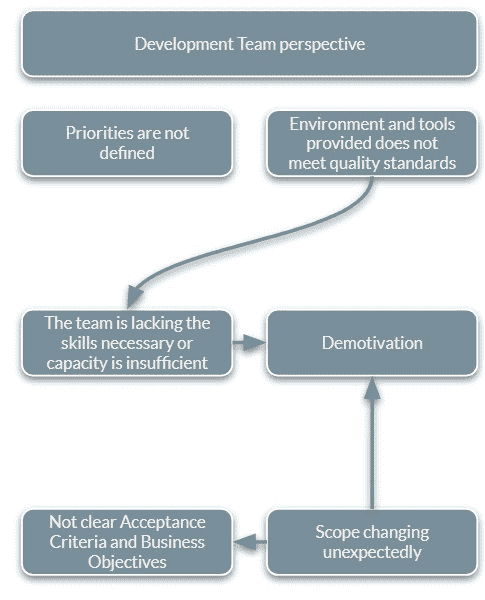 Development Team perspective
Priorities are not
defined
Environment and tools
provided does not
meet quality standards
The team is lacking the
skills necessary or
capacity is insufficient
Demotivation
Not clear Acceptance
Criteria and Business
Objectives
Scope changing
unexpectedly